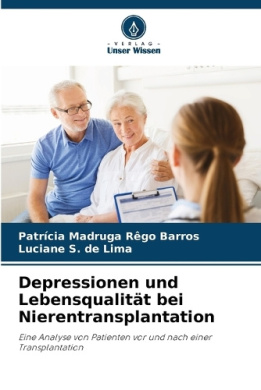 VERLAG
Unser Wissen
Patrícia Madruga Rêgo Barros
Luciane S. de Lima
Depressionen und
Lebensqualität bei
Nierentransplantation
Eine Analyse von Patienten vor und nach einer
Transplantation